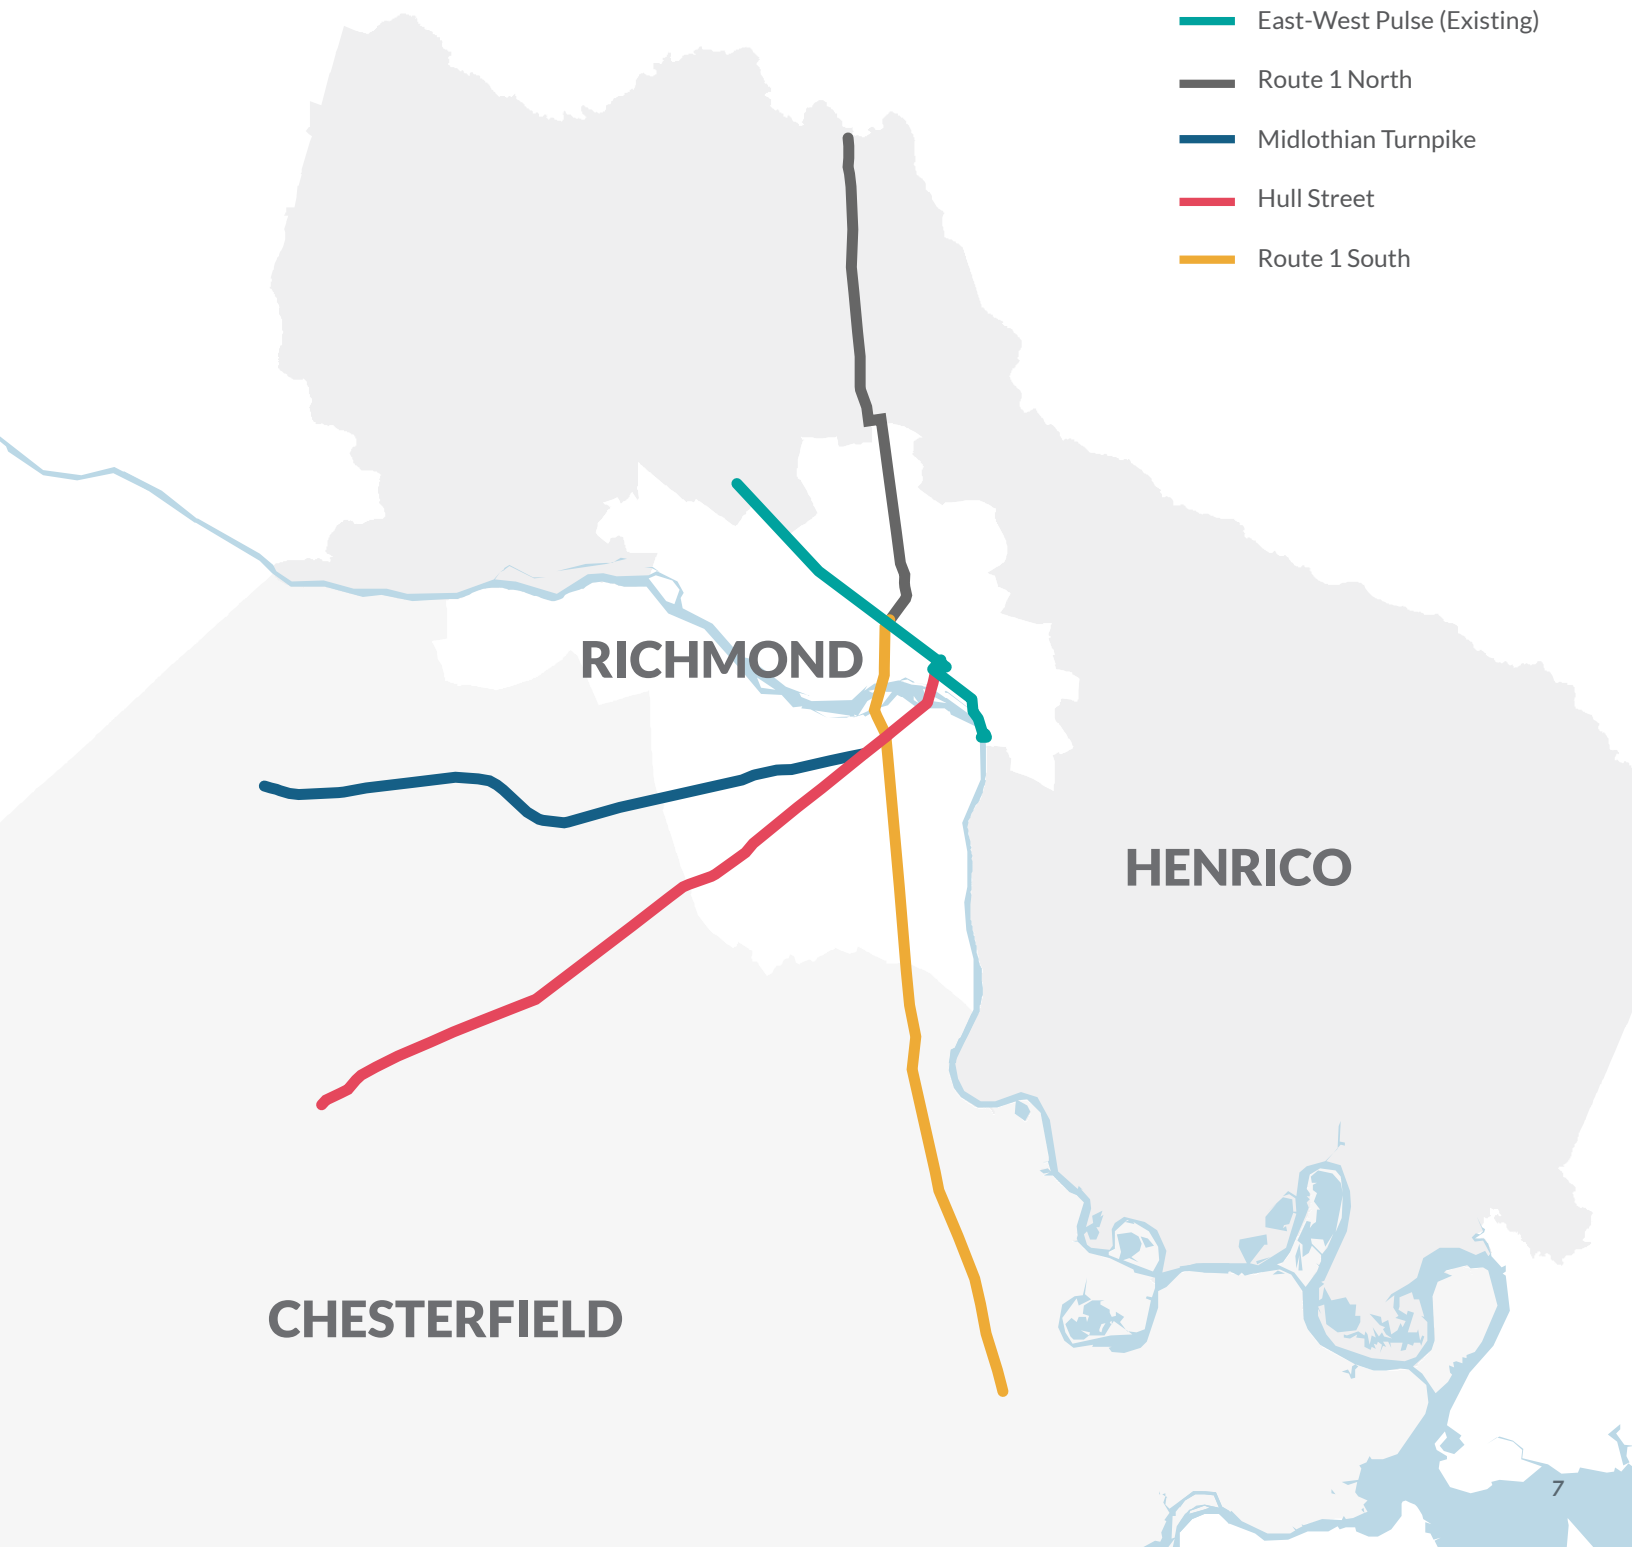 East-West Pulse (Existing)
Route 1 North
Midlothian Turnpike
Hull Street
Route 1 South
RICHMOND
HENRICO
CHESTERFIELD
7